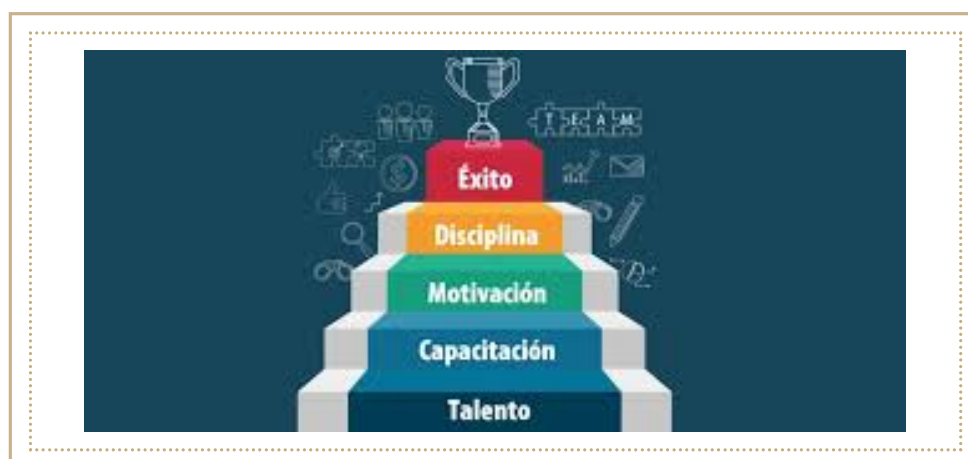 TEAM
Éxito
Disciplina
Motivación
Capacitación
Talento